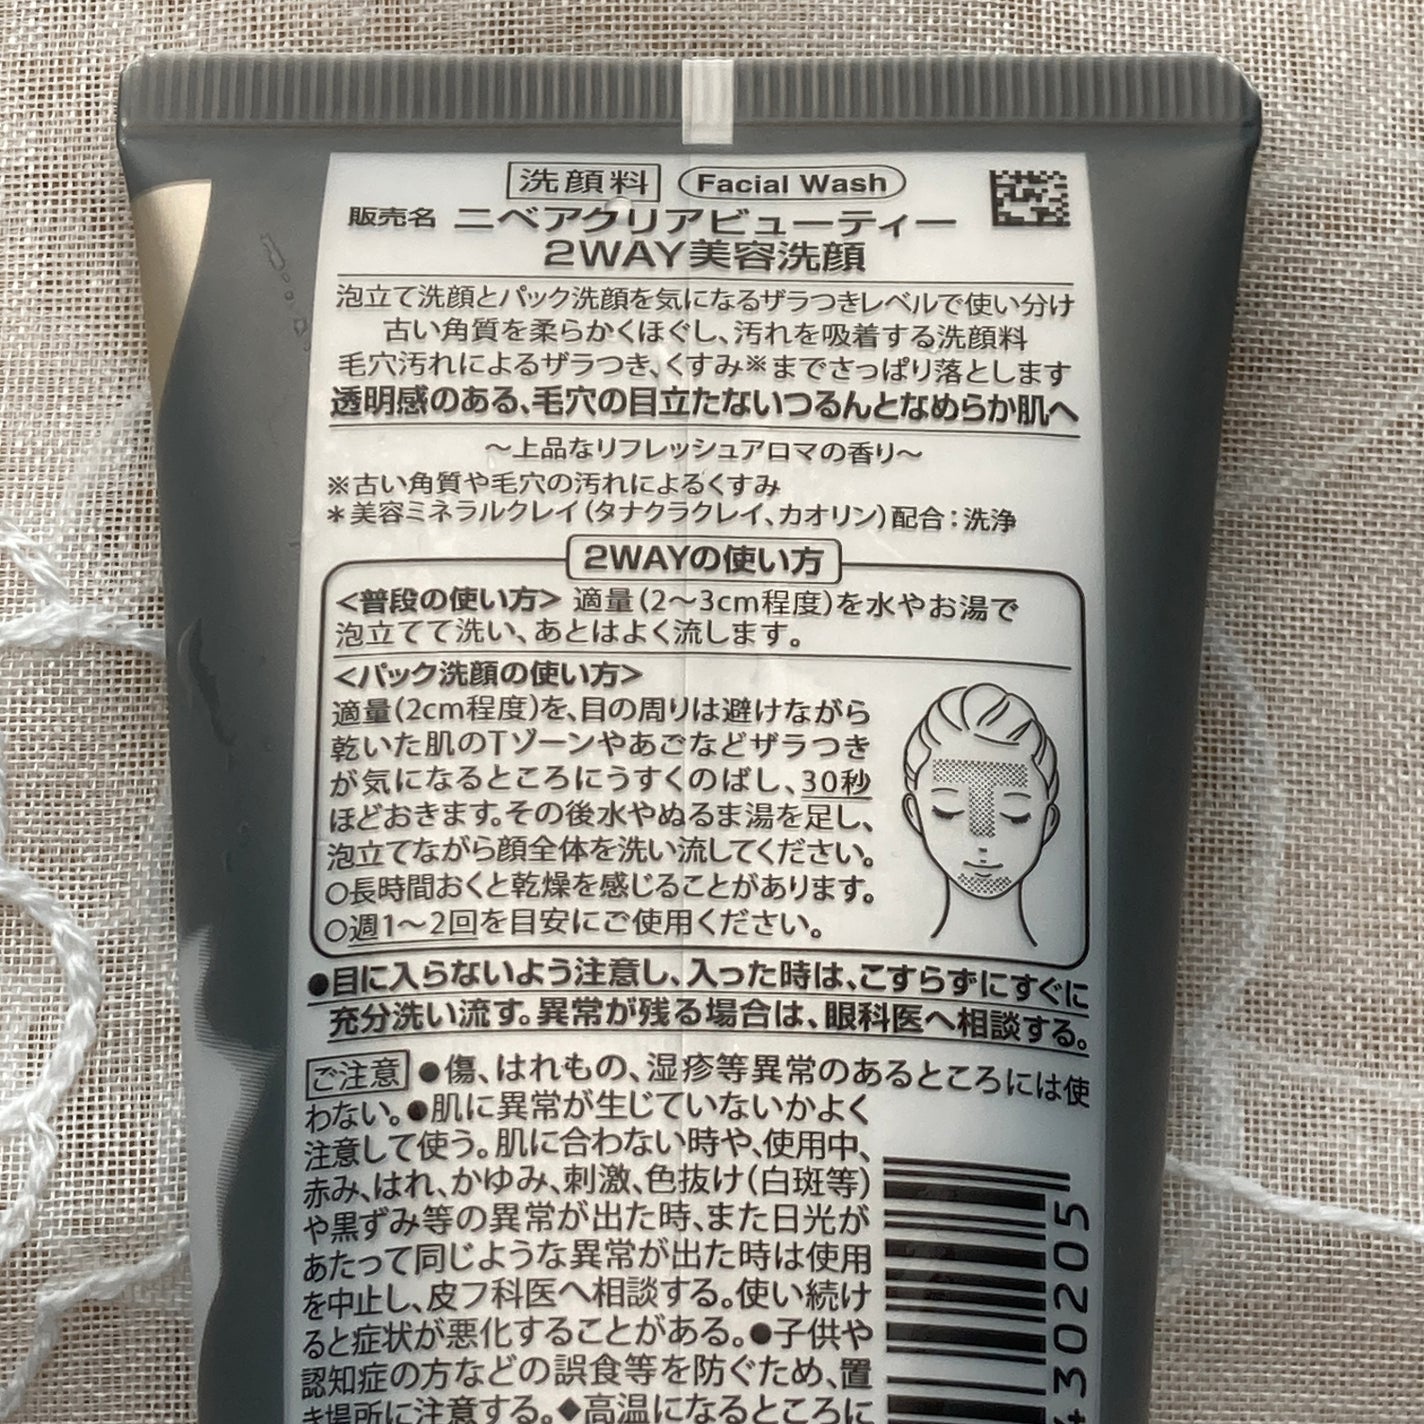 洗顔料 Facial Wash
販売名 ニベアクリアビューティー
2WAY美容洗顔
泡立て洗顔とパック洗顔を気になるザラつきレベルで使い分け
古い角質を柔らかくほぐし、汚れを吸着する洗顔料
毛穴汚れによるザラつき、くすみ※までさっぱり落とします
透明感のある、毛穴の目立たないつるんとなめらか肌へ
〜上品なリフレッシュアロマの香り〜
※古い角質や毛穴の汚れによるくすみ
＊美容ミネラルクレイ（タナクラクレイ、カオリン）配合：洗浄
2WAYの使い方
<普段の使い方> 適量（2〜3cm程度）を水やお湯で
泡立てて洗い、あとはよく流します。
<パック洗顔の使い方>
適量（2cm程度）を、目の周りは避けながら
乾いた肌のTゾーンやあごなどザラつき
が気になるところにうすくのばし、30秒
ほどおきます。その後水やぬるま湯を足し、
泡立てながら顔全体を洗い流してください。
○長時間おくと乾燥を感じることがあります。
○週1〜2回を目安にご使用ください。
●目に入らないよう注意し、入った時は、こすらずにすぐに
充分洗い流す。異常が残る場合は、眼科医へ相談する。
ご注意 ●傷、はれもの、湿疹等異常のあるところには使
わない。●肌に異常が生じていないかよく
注意して使う。肌に合わない時や、使用中、
赤み、はれ、かゆみ、刺激、色抜け（白斑等）
や黒ずみ等の異常が出た時、また日光が
あたって同じような異常が出た時は使用
を中止し、皮フ科医へ相談する。使い続け
ると症状が悪化することがある。●子供や
認知症の方などの誤食等を防ぐため、置
き場所に注意する。◆高温になるところに
30205